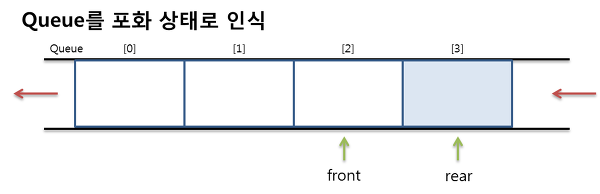 Queue를 포화 상태로 인식
Queue [0] [1] [2] [3]
front rear